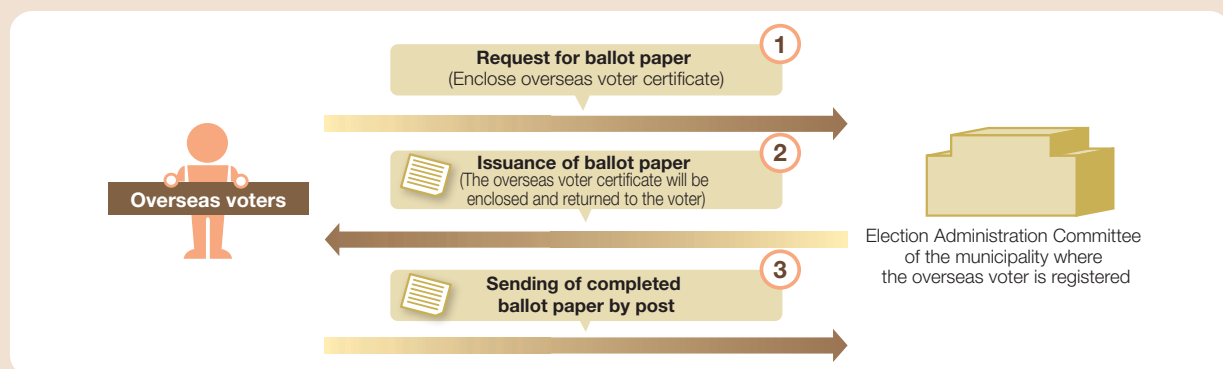 1
Request for ballot paper
(Enclose overseas voter certificate)
2
Issuance of ballot paper
(The overseas voter certificate will be
enclosed and returned to the voter)
Overseas voters
Election Administration Committee
of the municipality where
the overseas voter is registered
3
Sending of completed
ballot paper by post